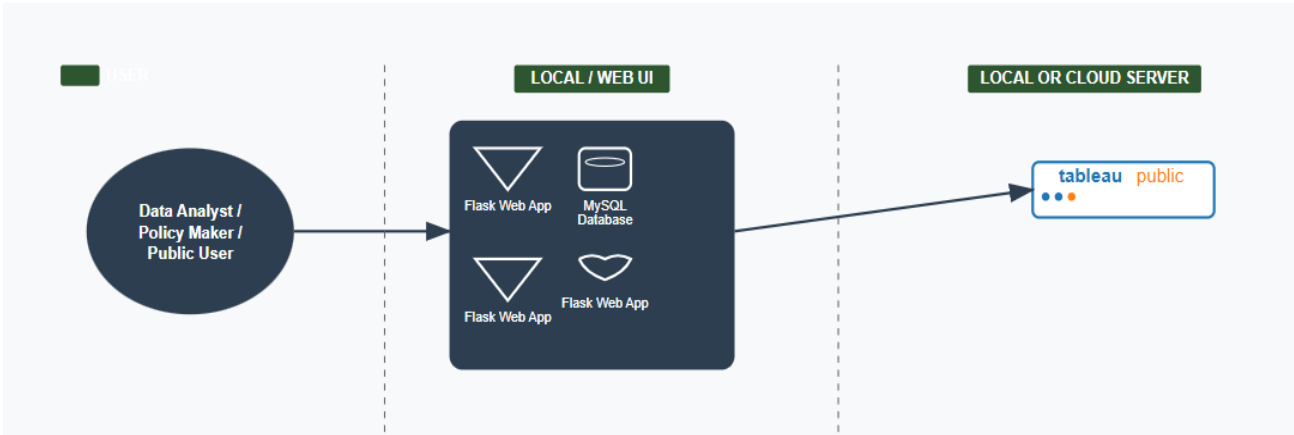 USER
LOCAL / WEB UI
LOCAL OR CLOUD SERVER
Data Analyst /
Policy Maker /
Public User
Flask Web App
MySQL
Database
Flask Web App
Flask Web App
tableau public